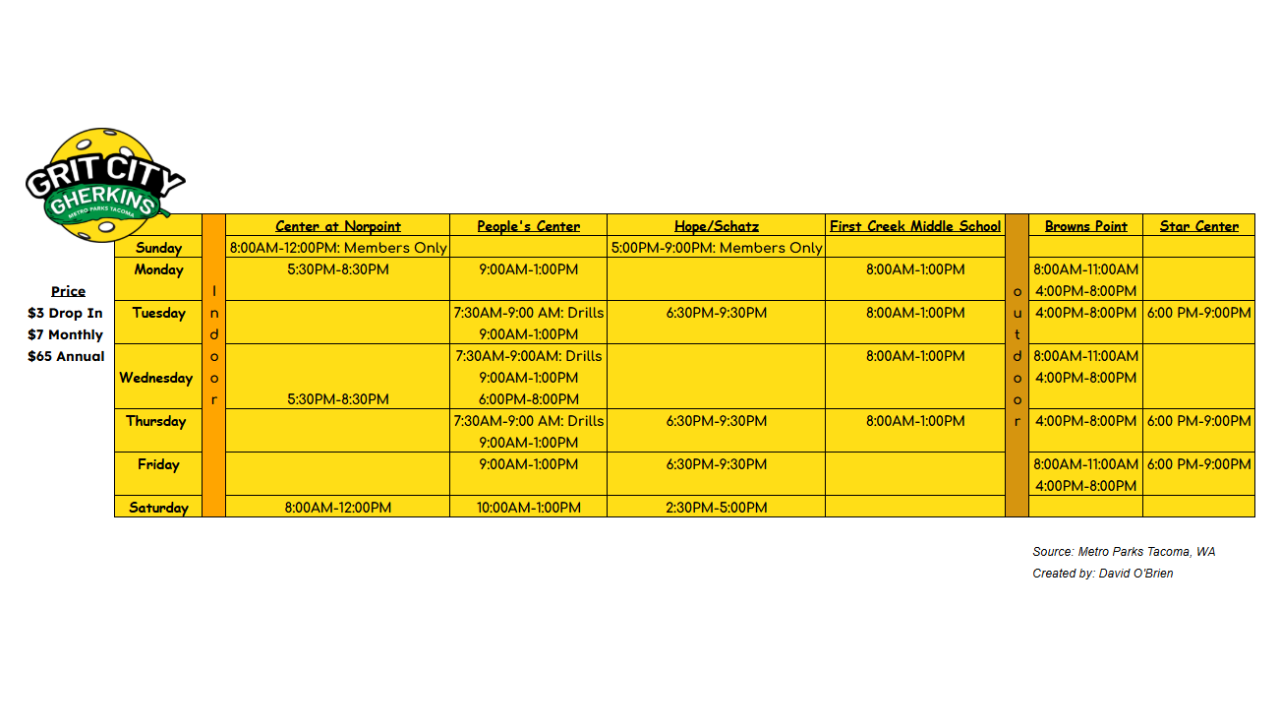 GRIT CITY
GHERKINS
METRO PARKS TACOMA
Center at Norpoint People's Center Hope/Schatz First Creek Middle School Browns Point Star Center
Sunday 8:00AM-12:00PM: Members Only 5:00PM-9:00PM: Members Only
Monday 5:30PM-8:30PM 9:00AM-1:00PM 8:00AM-1:00PM 8:00AM-11:00AM
Price I o 4:00PM-8:00PM
$3 Drop In Tuesday n 7:30AM-9:00 AM: Drills 6:30PM-9:30PM 8:00AM-1:00PM u 4:00PM-8:00PM 6:00 PM-9:00PM
$7 Monthly d 9:00AM-1:00PM t
$65 Annual o 7:30AM-9:00AM: Drills 8:00AM-1:00PM d 8:00AM-11:00AM
Wednesday o 9:00AM-1:00PM o 4:00PM-8:00PM
r 5:30PM-8:30PM 6:00PM-8:00PM o
Thursday 7:30AM-9:00 AM: Drills 6:30PM-9:30PM 8:00AM-1:00PM r 4:00PM-8:00PM 6:00 PM-9:00PM
9:00AM-1:00PM
Friday 9:00AM-1:00PM 6:30PM-9:30PM 8:00AM-11:00AM 6:00 PM-9:00PM
4:00PM-8:00PM
Saturday 8:00AM-12:00PM 10:00AM-1:00PM 2:30PM-5:00PM
Source: Metro Parks Tacoma, WA
Created by: David O'Brien